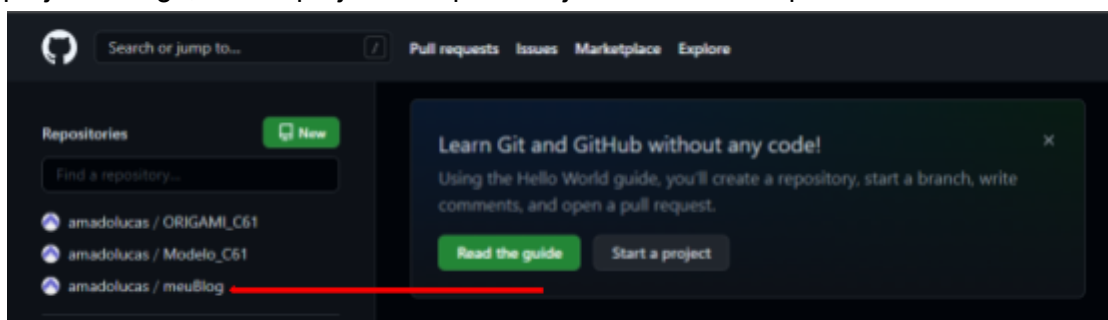 Search or jump to... /
Pull requests Issues Marketplace Explore
Repositories
New
Find a repository...
amadolucas / ORIGAMI_C61
amadolucas / Modelo_C61
amadolucas / meuBlog
Learn Git and GitHub without any code!
Using the Hello World guide, you'll create a repository, start a branch, write
comments, and open a pull request.
Read the guide
Start a project